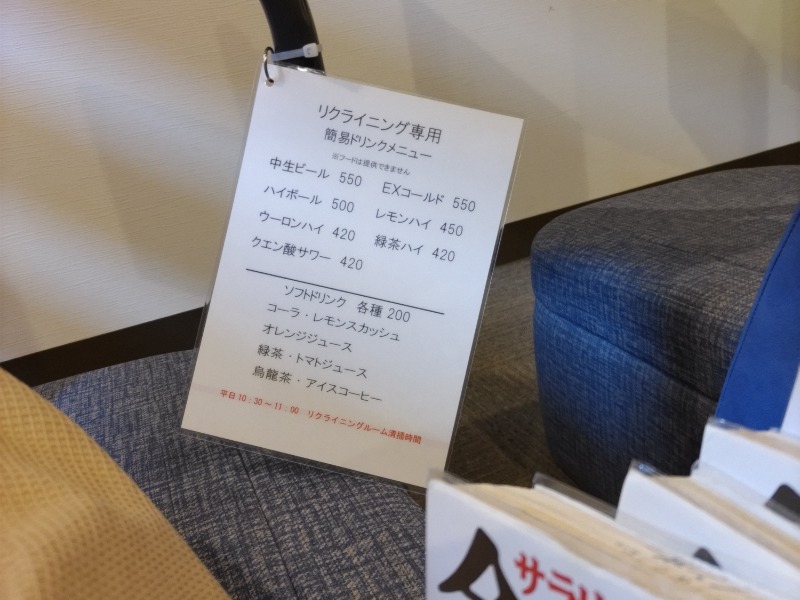 リクライニング専用
簡易ドリンクメニュー
※フードは提供できません
中生ビール 550 EXコールド 550
ハイボール 500 レモンハイ 450
ウーロンハイ 420 緑茶ハイ 420
クエン酸サワー 420
ソフトドリンク 各種 200
コーラ・レモンスカッシュ
オレンジジュース
緑茶・トマトジュース
烏龍茶・アイスコーヒー
平日 10:30～11:00 リクライニングルーム清掃時間
サラリ